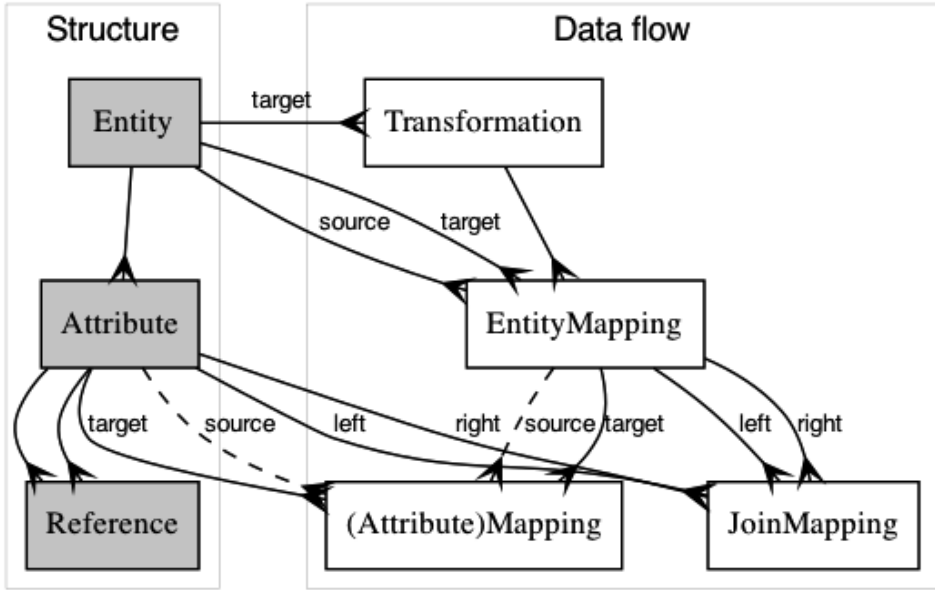 Structure
Data flow
target
Entity
Transformation
source
target
Attribute
EntityMapping
target
source
left
right
source
target
left
right
Reference
(Attribute)Mapping
JoinMapping